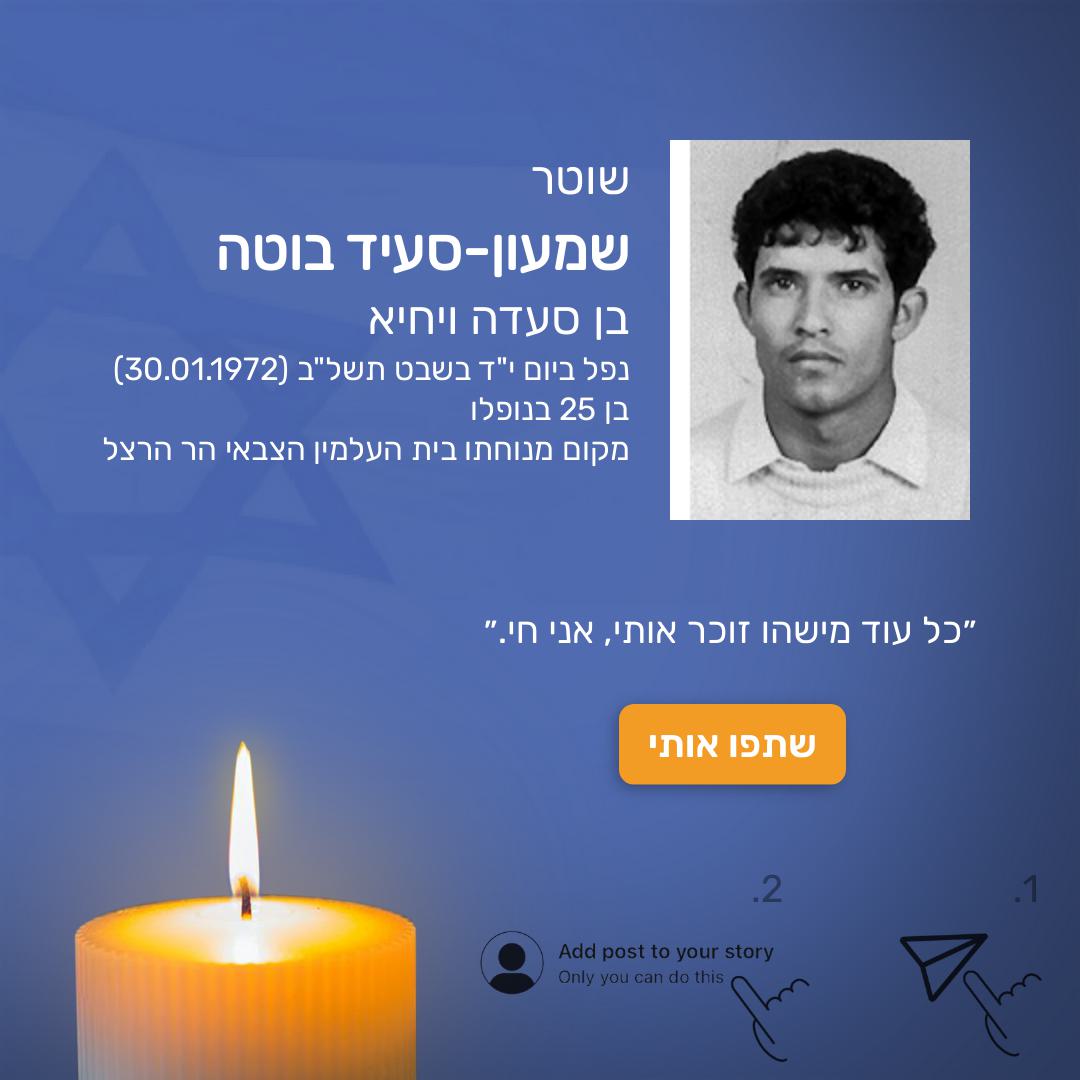 שוטר
שמעון-סעיד בוטה
בן סעדה ויחיא
נפל ביום י"ד בשבט תשל"ב (30.01.1972)
בן 25 בנופלו
מקום מנוחתו בית העלמין הצבאי הר הרצל
״כל עוד מישהו זוכר אותי, אני חי.״
שתפו אותי
.1
.2
Add post to your story
Only you can do this